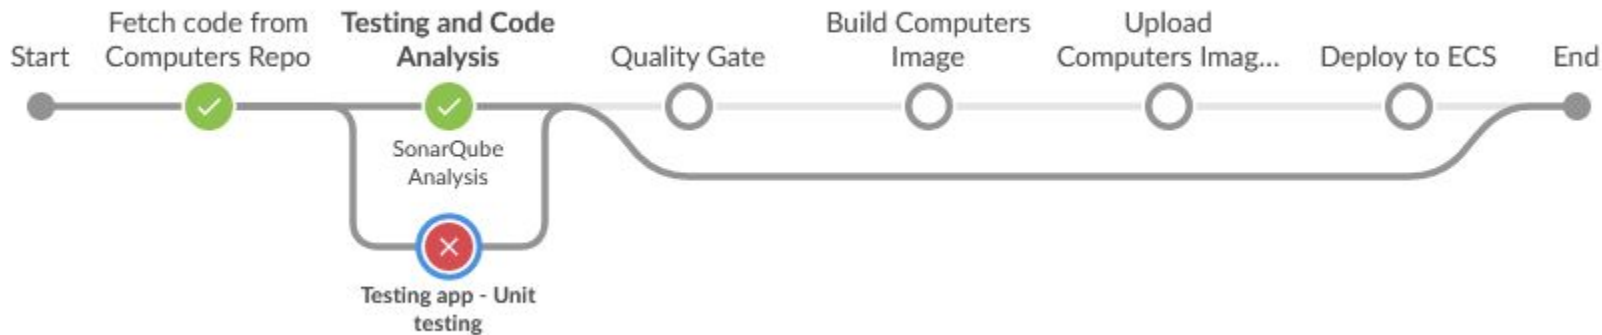 Start
Fetch code from
Computers Repo
Testing and Code
Analysis
Quality Gate
Build Computers
Image
Upload
Computers Imag...
Deploy to ECS
End
SonarQube
Analysis
Testing app - Unit
testing